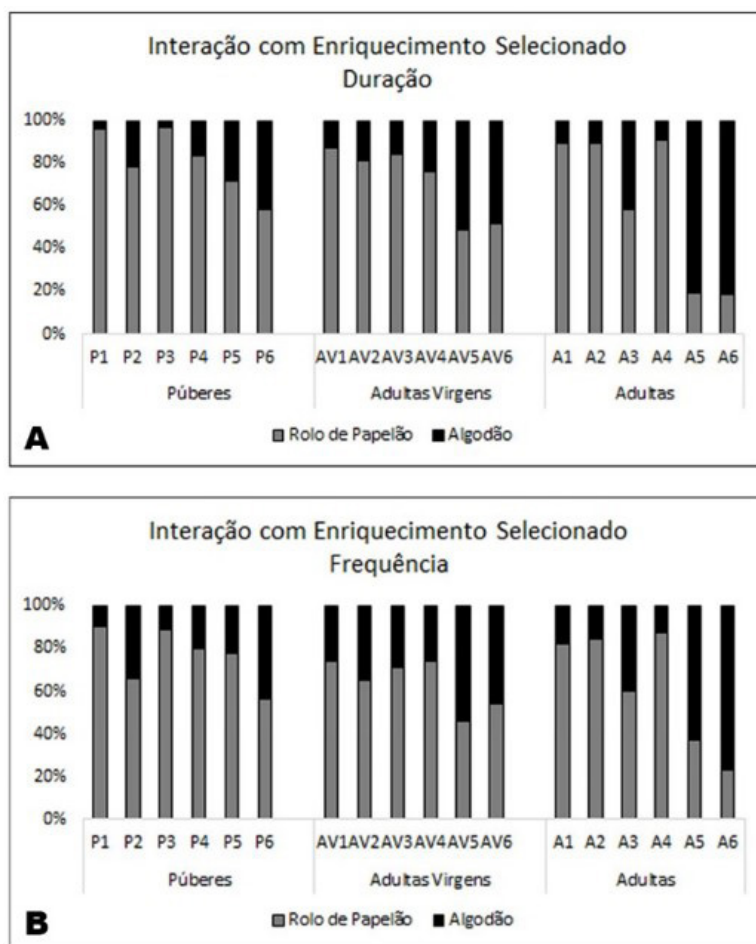 Interação com Enriquecimento Selecionado
Duração
100%
80%
60%
40%
20%
0%
P1 P2 P3 P4 P5 P6 AV1 AV2 AV3 AV4 AV5 AV6 A1 A2 A3 A4 A5 A6
Púberes Adultas Virgens Adultas
A Rolo de Papelão Algodão
Interação com Enriquecimento Selecionado
Frequência
100%
80%
60%
40%
20%
0%
P1 P2 P3 P4 P5 P6 AV1 AV2 AV3 AV4 AV5 AV6 A1 A2 A3 A4 A5 A6
Púberes Adultas Virgens Adultas
B Rolo de Papelão Algodão